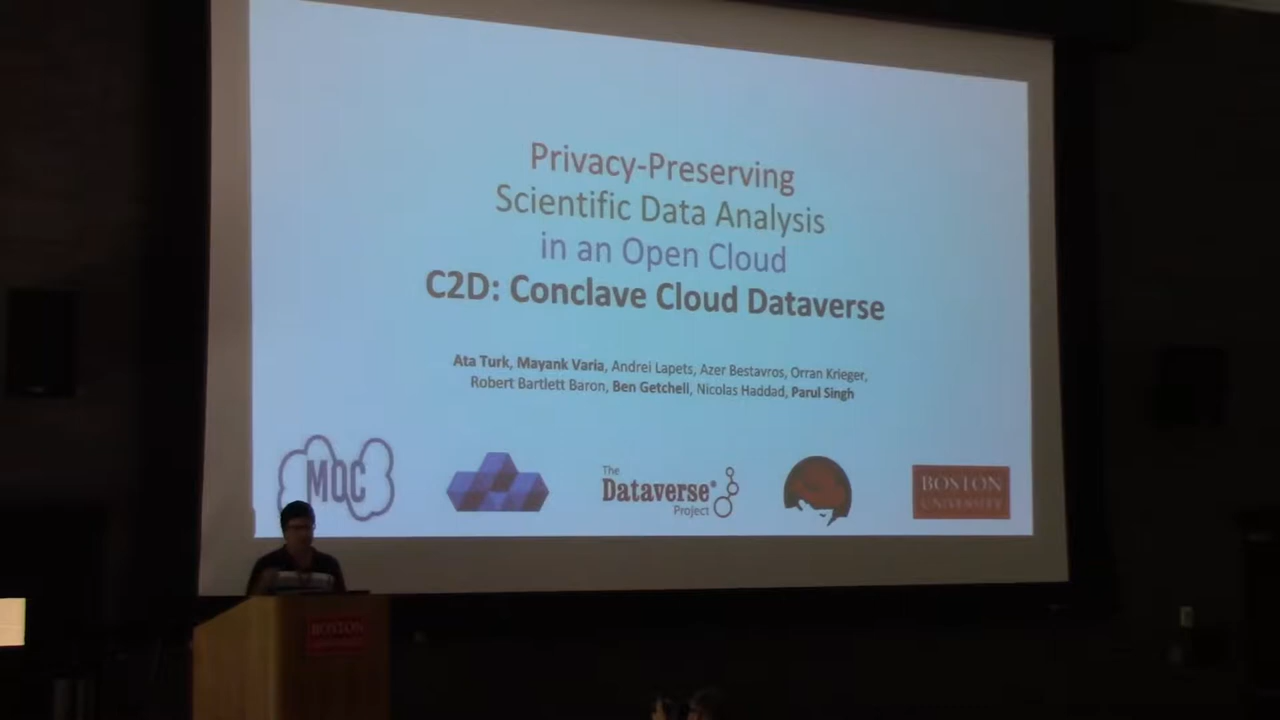 Privacy-Preserving
Scientific Data Analysis
in an Open Cloud
C2D: Conclave Cloud Dataverse
Ata Turk, Mayank Varia, Andrei Lapets, Azer Bestavros, Orran Krieger,
Robert Bartlett Baron, Ben Getchell, Nicolas Haddad, Parul Singh
MOC
The
Dataverse®
Project
BOSTON
UNIVERSITY
BOSTON